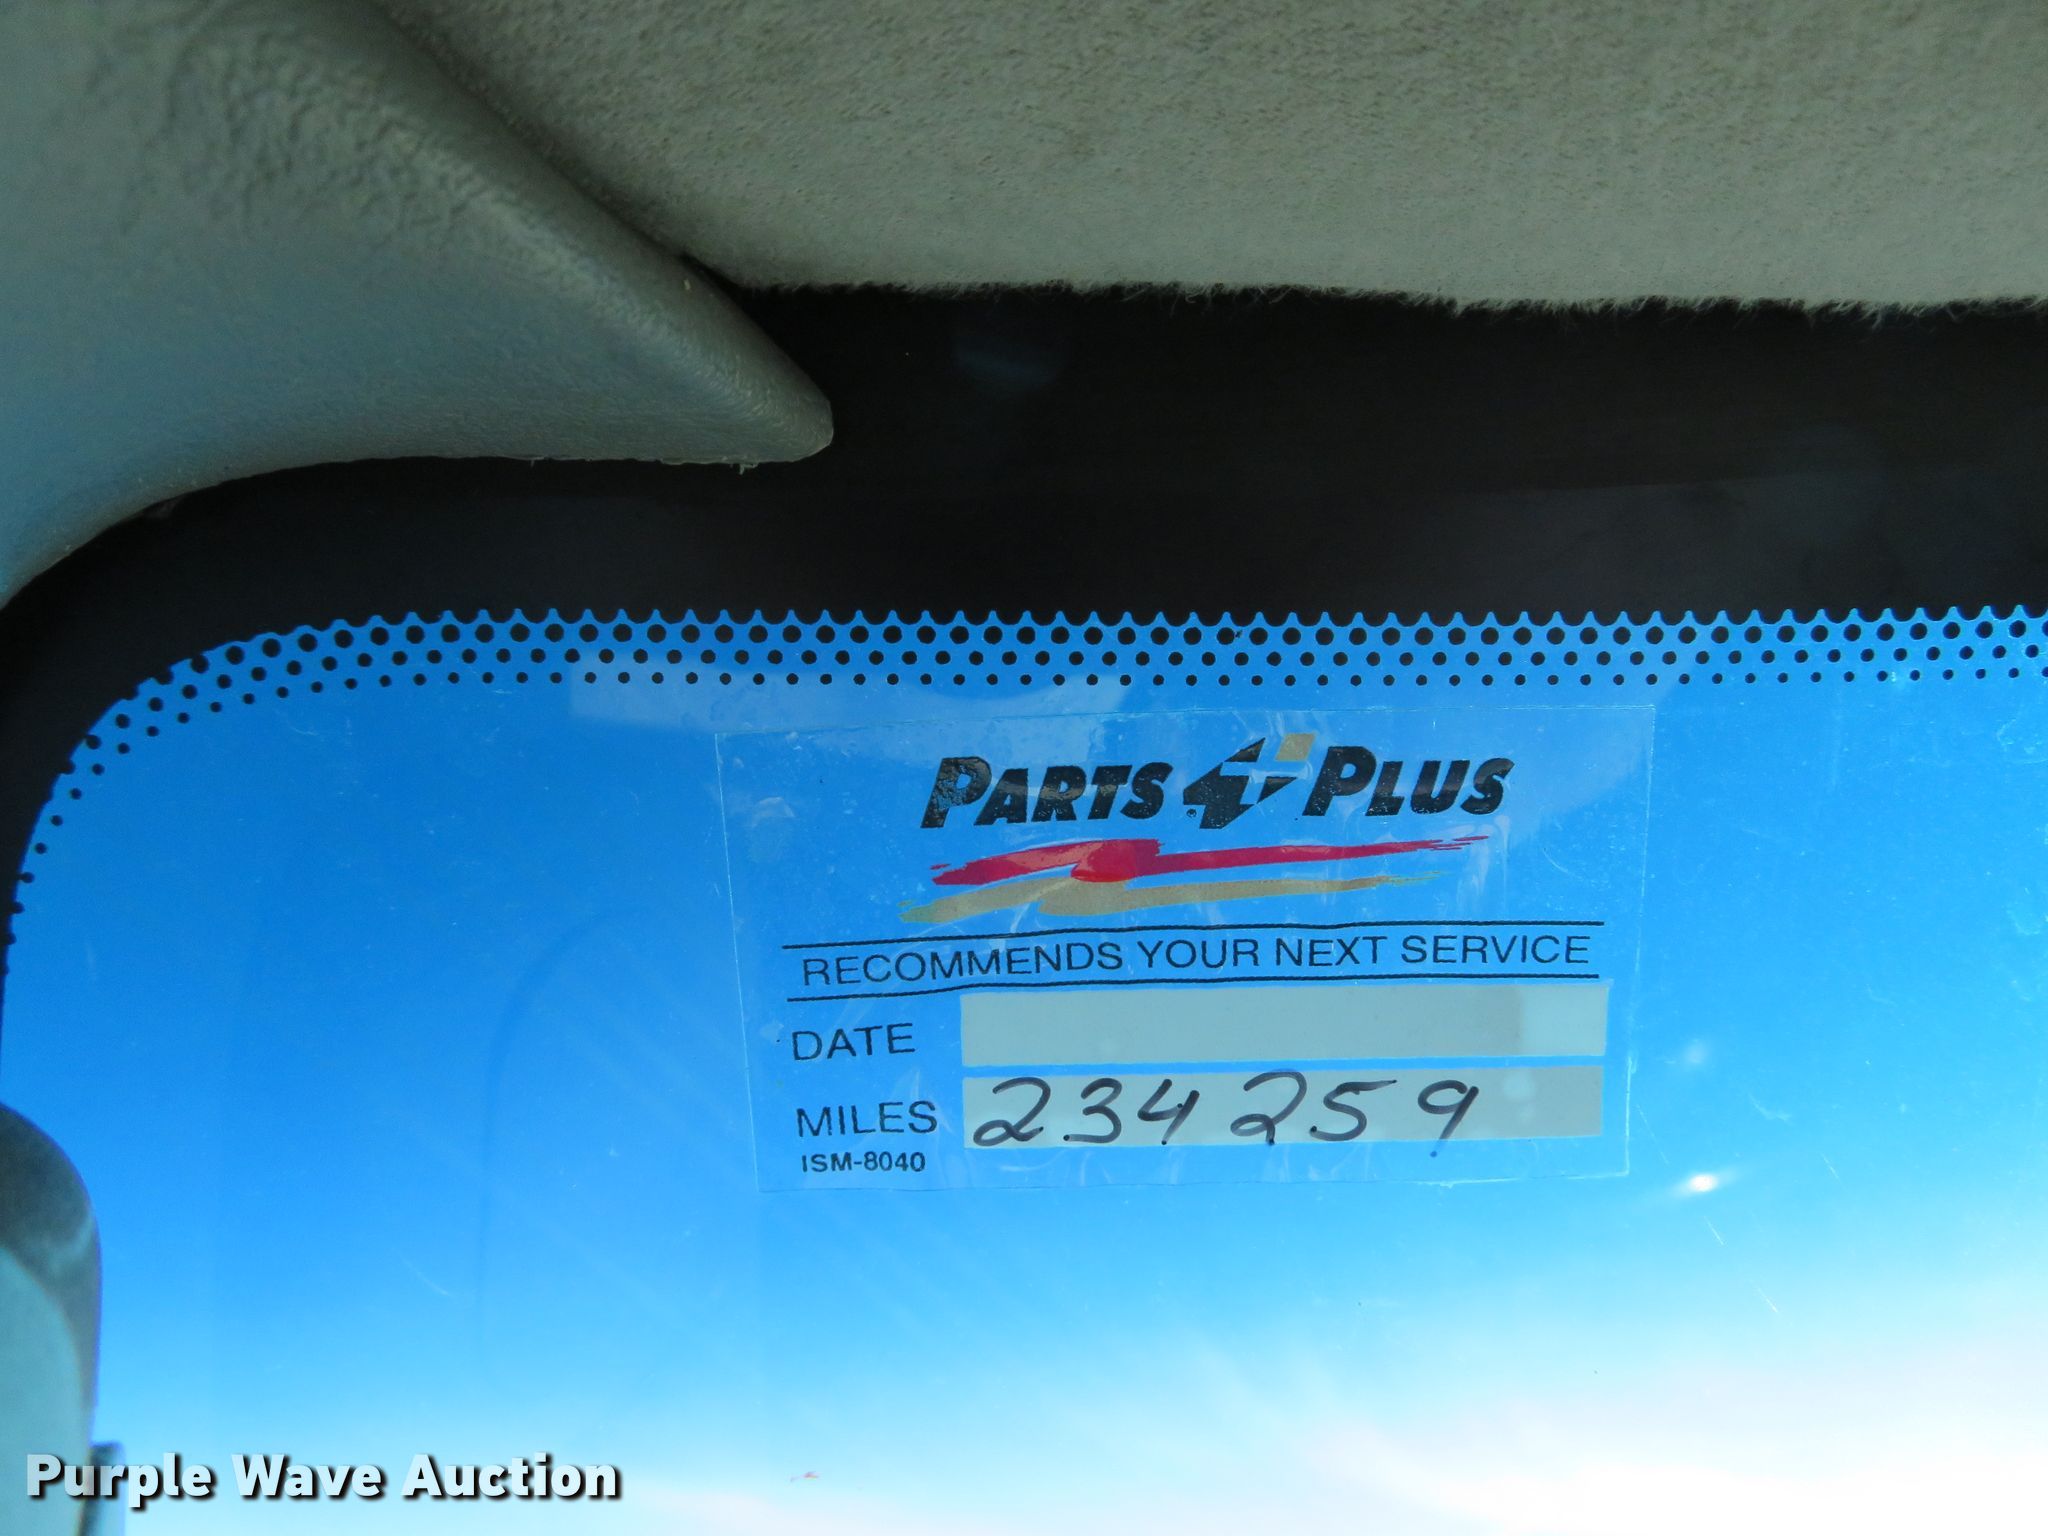 PARTS PLUS
RECOMMENDS YOUR NEXT SERVICE
DATE
MILES 234259
ISM-8040
Purple Wave Auction